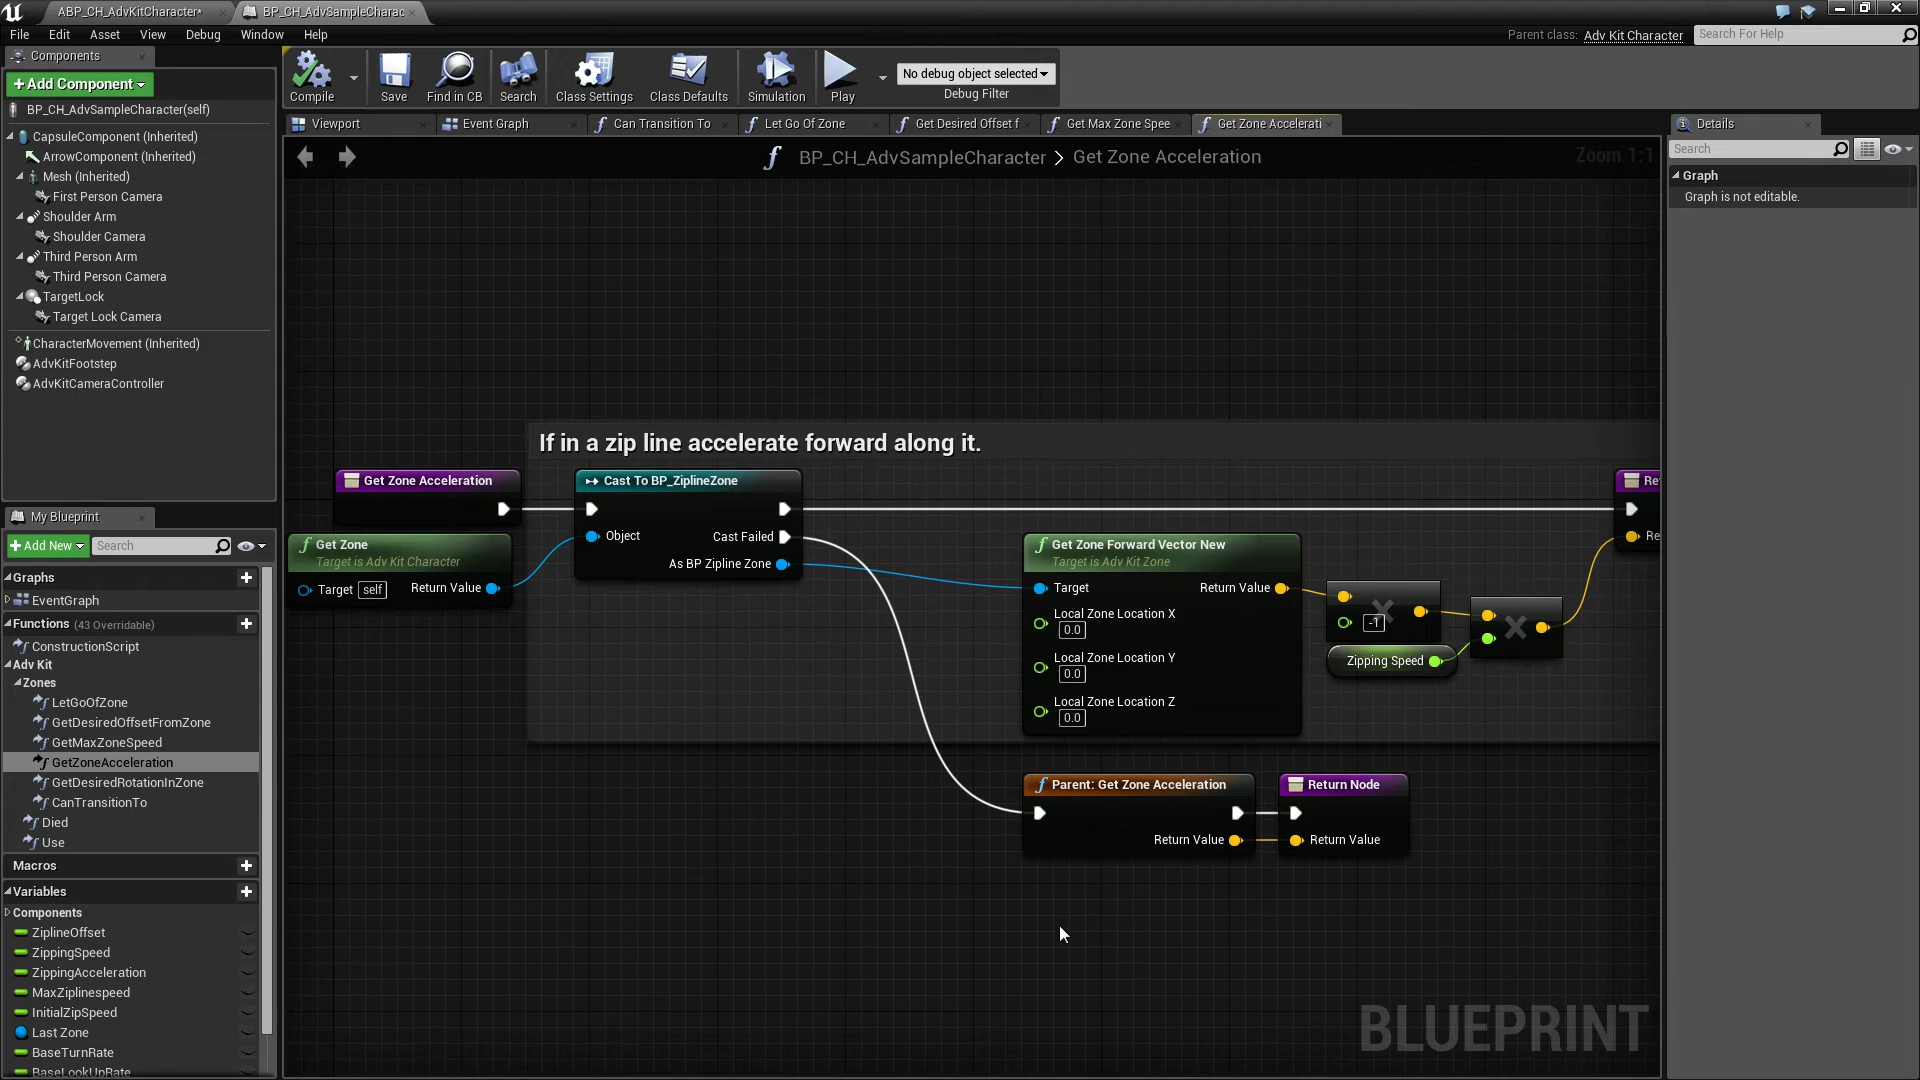 ABP_CH_AdvKitCharacter*
BP_CH_AdvSampleCharac
File Edit Asset View Debug Window Help
Parent class: Adv Kit Character
Search For Help
Components
+Add Component
Compile
Save
Find in CB
Search
Class Settings
Class Defaults
Simulation
Play
No debug object selected
Debug Filter
BP_CH_AdvSampleCharacter(self)
CapsuleComponent (Inherited)
ArrowComponent (Inherited)
Mesh (Inherited)
First Person Camera
Shoulder Arm
Shoulder Camera
Third Person Arm
Third Person Camera
TargetLock
Target Lock Camera
CharacterMovement (Inherited)
AdvKitFootstep
AdvKitCameraController
My Blueprint
+Add New
Search
Graphs
EventGraph
Functions (43 Overridable)
ConstructionScript
Adv Kit
Zones
LetGoOfZone
GetDesiredOffsetFromZone
GetMaxZoneSpeed
GetZoneAcceleration
GetDesiredRotationInZone
CanTransitionTo
Died
Use
Macros
Variables
Components
ZiplineOffset
ZippingSpeed
ZippingAcceleration
MaxZiplinespeed
InitialZipSpeed
Last Zone
BaseTurnRate
BaseLookUpRate
Viewport
Event Graph
Can Transition To
Let Go Of Zone
Get Desired Offset f
Get Max Zone Spee
Get Zone Accelerati
BP_CH_AdvSampleCharacter > Get Zone Acceleration
Zoom 1:1
If in a zip line accelerate forward along it.
Get Zone Acceleration
Get Zone
Target is Adv Kit Character
Target self
Return Value
Cast To BP_ZiplineZone
Object
Cast Failed
As BP Zipline Zone
Get Zone Forward Vector New
Target is Adv Kit Zone
Target
Return Value
Local Zone Location X
0.0
Local Zone Location Y
0.0
Local Zone Location Z
0.0
-1
Zipping Speed
Re
Re
Parent: Get Zone Acceleration
Return Value
Return Node
Return Value
BLUEPRINT
Details
Search
Graph
Graph is not editable.